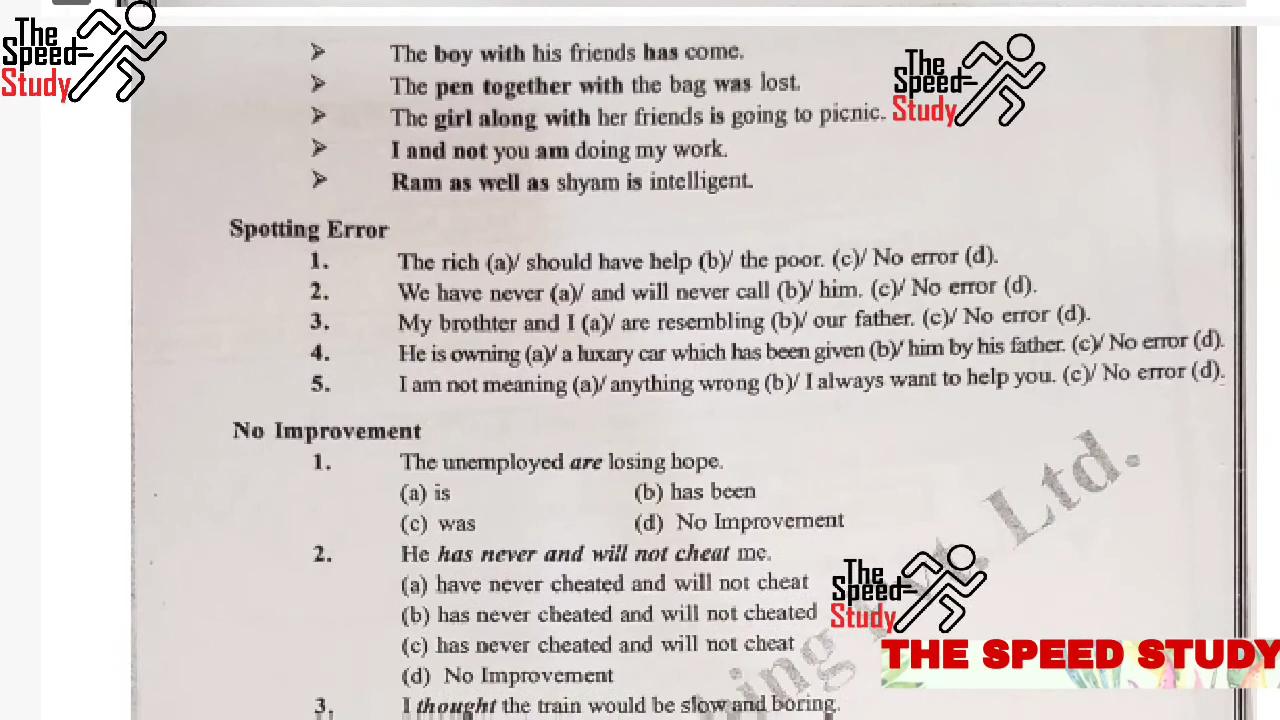 The
Speed
Study
➢ The boy with his friends has come.
➢ The pen together with the bag was lost.
➢ The girl along with her friends is going to picnic.
➢ I and not you am doing my work.
➢ Ram as well as shyam is intelligent.
The
Speed
Study
Spotting Error
1. The rich (a)/ should have help (b)/ the poor. (c)/ No error (d).
2. We have never (a)/ and will never call (b)/ him. (c)/ No error (d).
3. My brothter and I (a)/ are resembling (b)/ our father. (c)/ No error (d).
4. He is owning (a)/ a luxary car which has been given (b)/ him by his father. (c)/ No error (d).
5. I am not meaning (a)/ anything wrong (b)/ I always want to help you. (c)/ No error (d).
No Improvement
1. The unemployed are losing hope.
(a) is (b) has been
(c) was (d) No Improvement
2. He has never and will not cheat me.
(a) have never cheated and will not cheat
(b) has never cheated and will not cheated
(c) has never cheated and will not cheat
(d) No Improvement
3. I thought the train would be slow and boring.
The
Speed
Study
THE SPEED STUDY
Ltd.